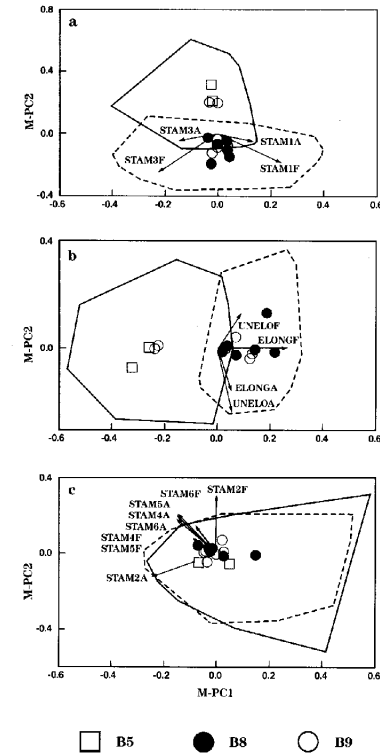 a
0.8
0.4
0.0
-0.4
M-PC2
STAM3A
STAM1A
STAM3F
STAM1F
-0.6 -0.4 -0.2 0.0 0.2 0.4 0.6
b
0.4
0.0
M-PC2
UNELOF
ELONGF
ELONGA
UNELOA
-0.6 -0.4 -0.2 0.0 0.2 0.4 0.6
c
0.4
0.0
-0.4
M-PC2
STAM6F
STAM2F
STAM5A
STAM4A
STAM6A
STAM4F
STAM5F
STAM2A
-0.6 -0.4 -0.2 0.0 0.2 0.4 0.6
M-PC1
B5 B8 B9